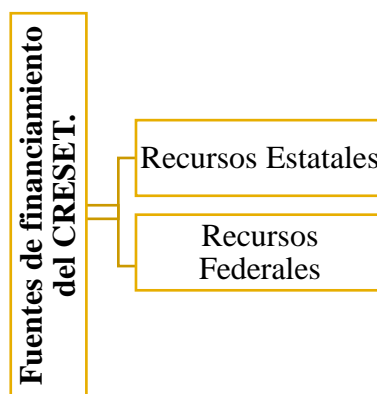 Fuentes de financiamiento
del CRESET.
Recursos Estatales
Recursos
Federales